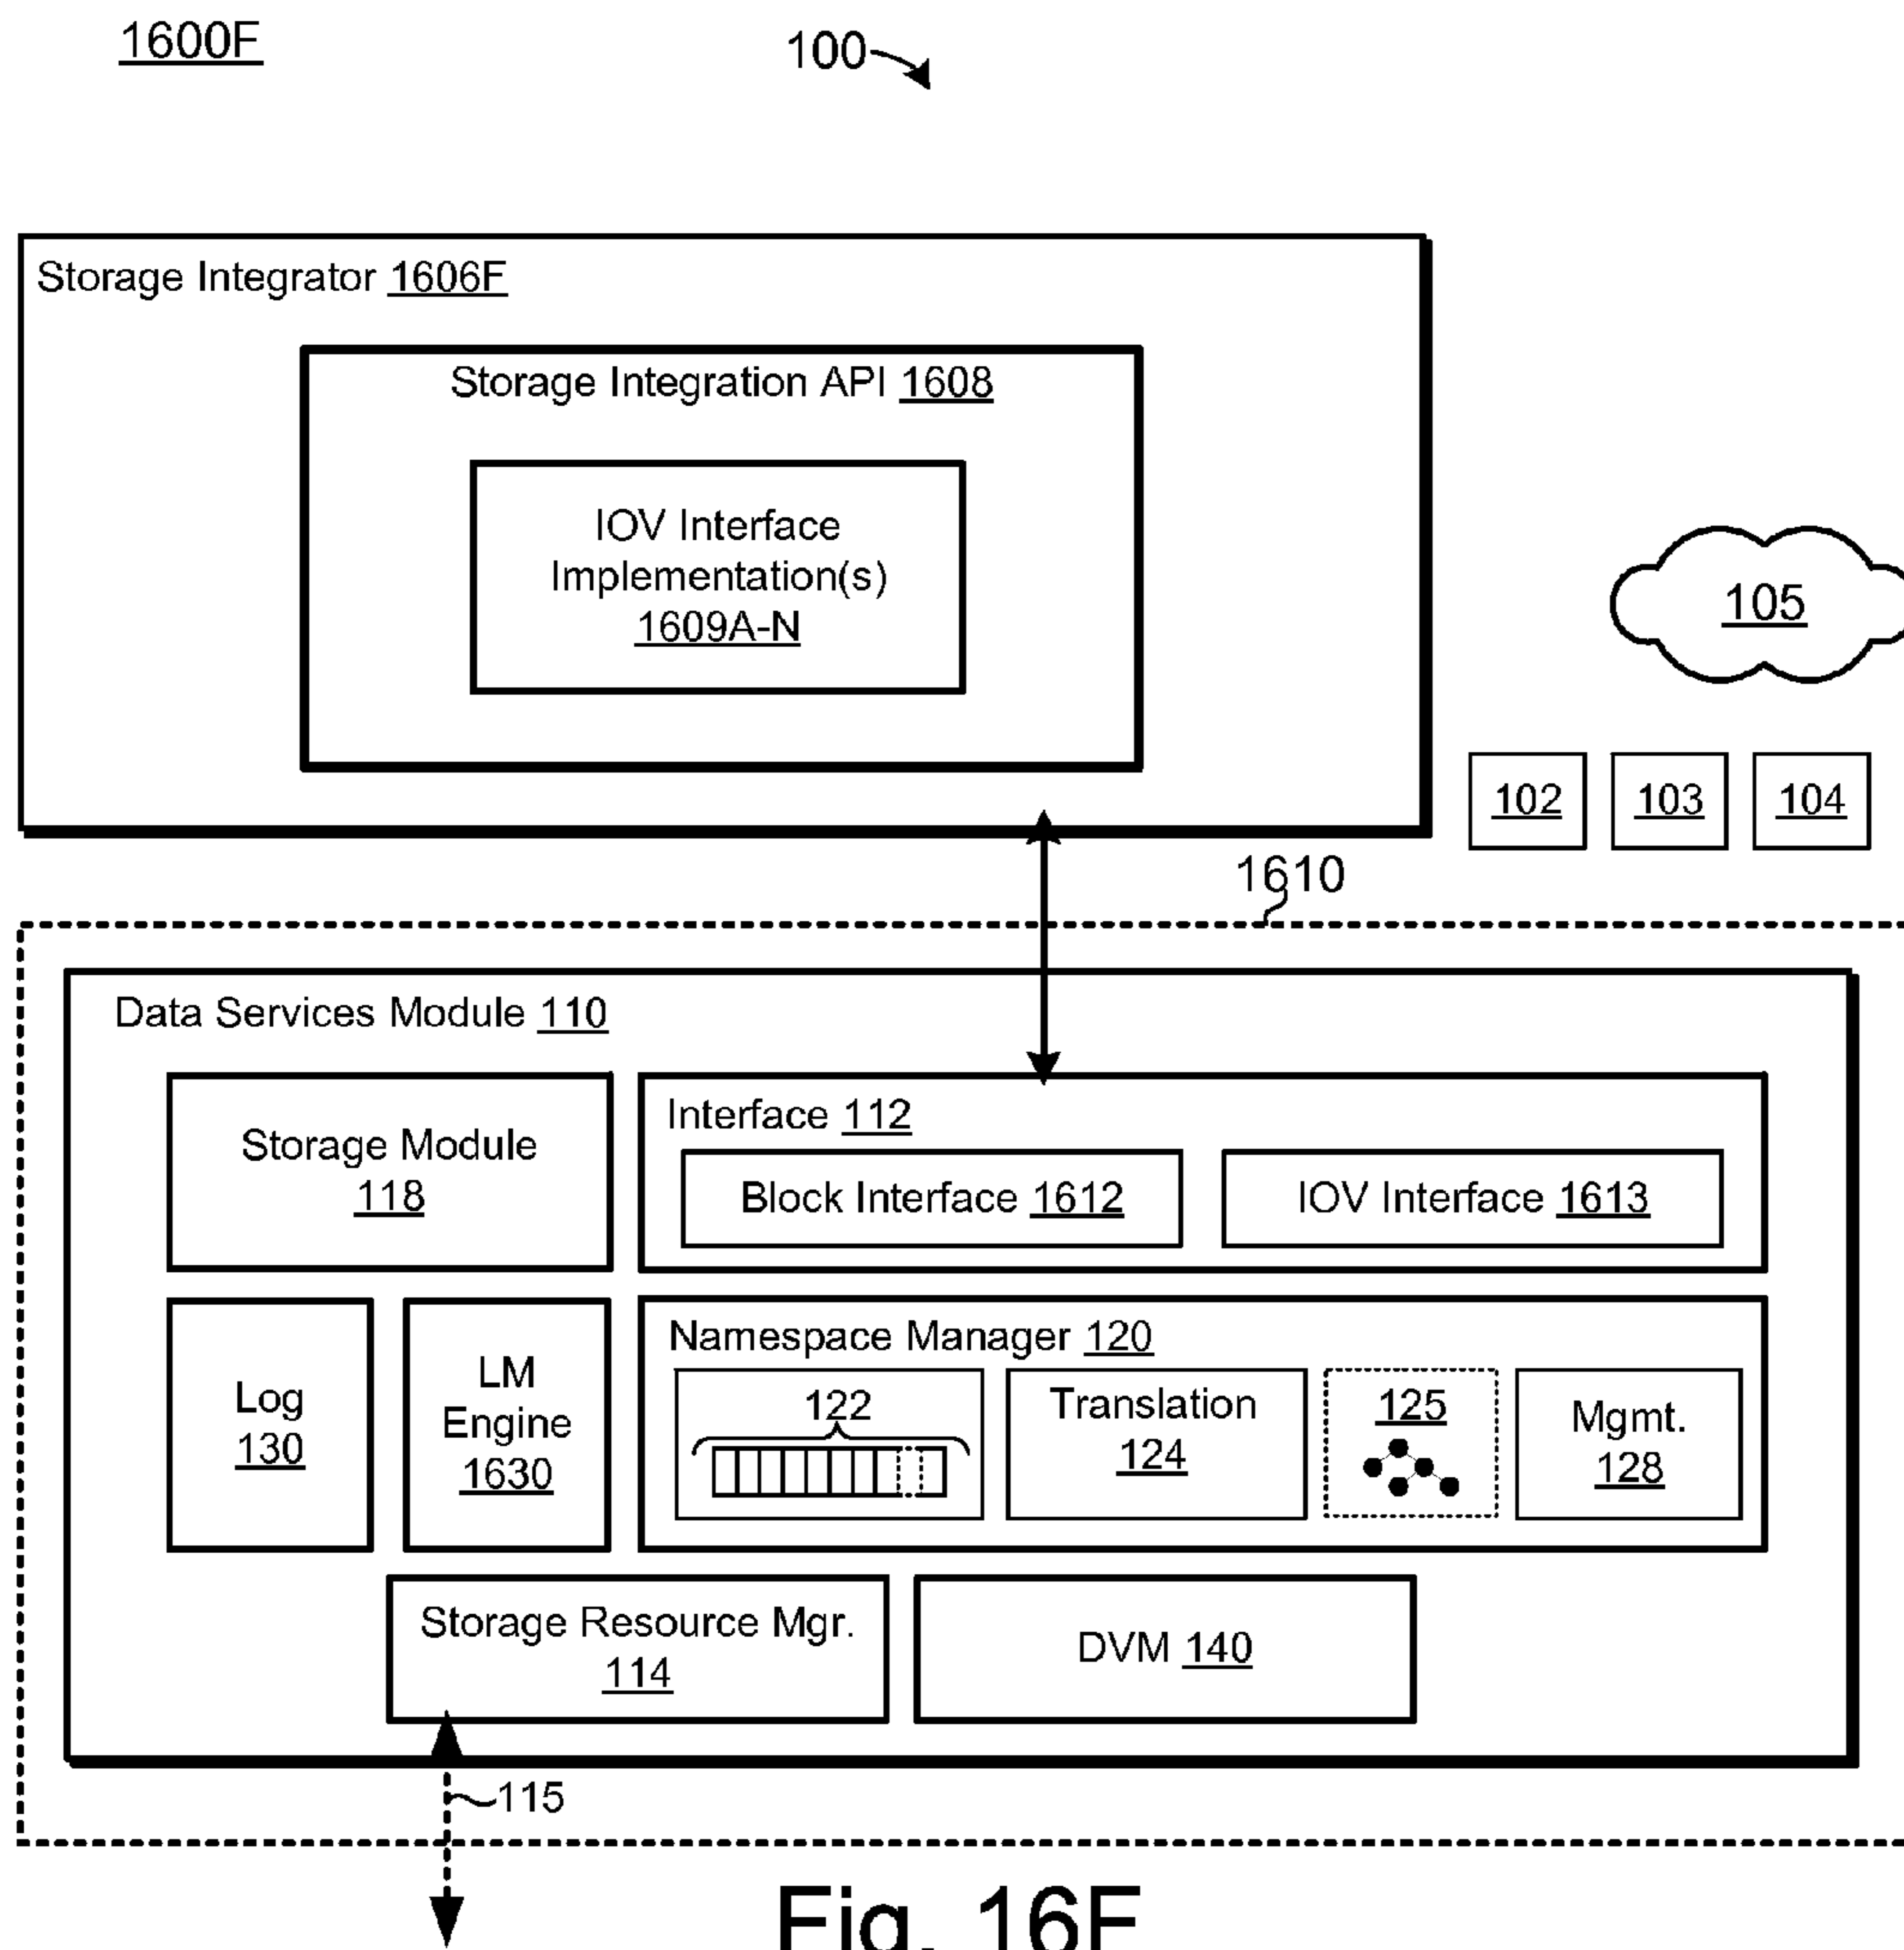 1600F
100
Storage Integrator 1606F
Storage Integration API 1608
IOV Interface
Implementation(s)
1609A-N
105
102
103
104
1610
Data Services Module 110
Storage Module
118
Interface 112
Block Interface 1612
IOV Interface 1613
Log
130
LM
Engine
1630
Namespace Manager 120
122
Translation
124
125
Mgmt.
128
Storage Resource Mgr.
114
DVM 140
115
Fig. 16F